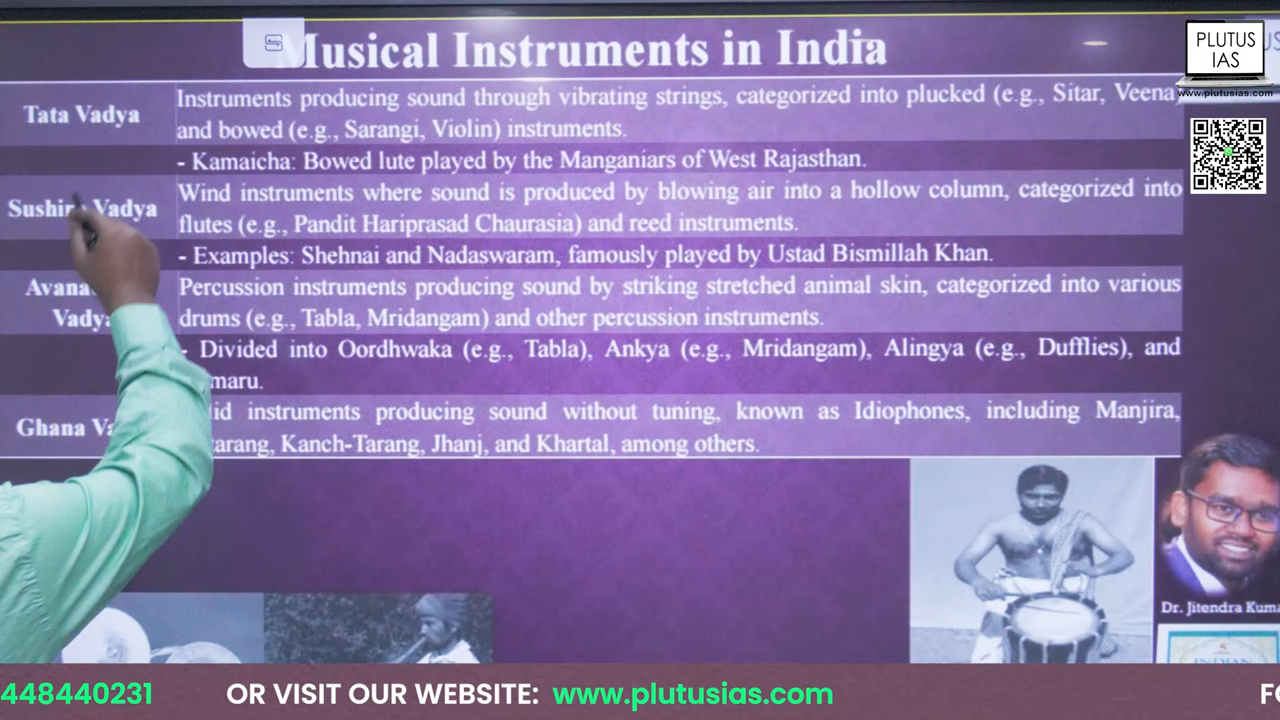 Musical Instruments in India
PLUTUS
IAS
www.plutusias.com
Tata Vadya
Instruments producing sound through vibrating strings, categorized into plucked (e.g., Sitar, Veena)
and bowed (e.g., Sarangi, Violin) instruments.
- Kamaicha: Bowed lute played by the Manganiars of West Rajasthan.
Vadya
Wind instruments where sound is produced by blowing air into a hollow column, categorized into
flutes (e.g., Pandit Hariprasad Chaurasia) and reed instruments.
- Examples: Shehnai and Nadaswaram, famously played by Ustad Bismillah Khan.
Percussion instruments producing sound by striking stretched animal skin, categorized into various
drums (e.g., Tabla, Mridangam) and other percussion instruments.
- Divided into Oordhwaka (e.g., Tabla), Ankya (e.g., Mridangam), Alingya (e.g., Dufflies), and
maru.
Ghana
instruments producing sound without tuning, known as Idiophones, including Manjira,
Kanch-Tarang, Jhanj, and Khartal, among others.
Dr. Jitendra Kuma
INDIAN
448440231 OR VISIT OUR WEBSITE: www.plutusias.com FO